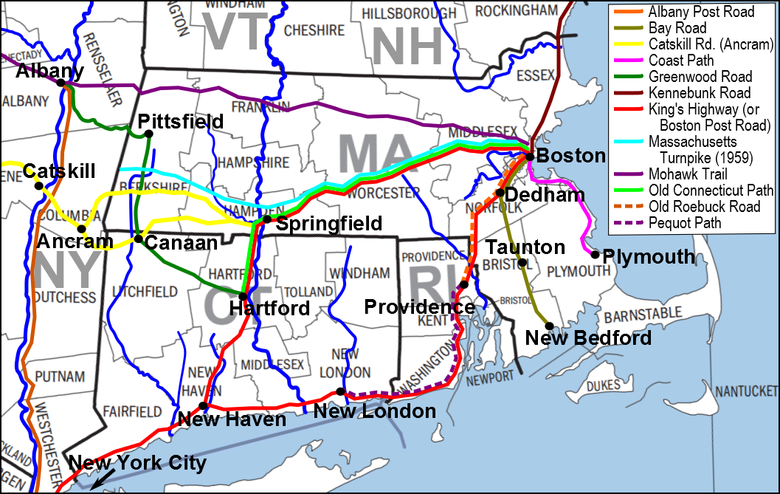 WINDHAM
INGTON
VT
CHESHIRE
HILLSBOROUGH
NH
ROCKINGHAM
Albany Post Road
Bay Road
Catskill Rd. (Ancram)
Coast Path
Greenwood Road
Kennebunk Road
King's Highway (or
Boston Post Road)
Massachusetts
Turnpike (1959)
Mohawk Trail
Old Connecticut Path
Old Roebuck Road
Pequot Path
NECTADY
RENSSELAER
Albany
ALBANY
ESSEX
FRANKLIN
Pittsfield
MIDDLESEX
MA
Boston
HAMPSHIRE
Catskill
ENE
BERKSHIRE
WORCESTER
Dedham
NORFOLK
COLUMBIA
HAMPDEN
Springfield
Ancram
Canaan
Taunton
Plymouth
NY
HARTFORD
WINDHAM
PROVIDENCE
BRISTOL
PLYMOUTH
RI
DUTCHESS
LITCHFIELD
CT
TOLLAND
Hartford
Providence
BRISTOL
KENT
BARNSTABLE
New Bedford
PUTNAM
NEW
HAVEN
MIDDLESEX
NEW
LONDON
WASHINGTON
NEWPORT
DUKES
NANTUCKET
FAIRFIELD
New Haven
New London
WESTCHESTER
CKLAND
New York City
GEN